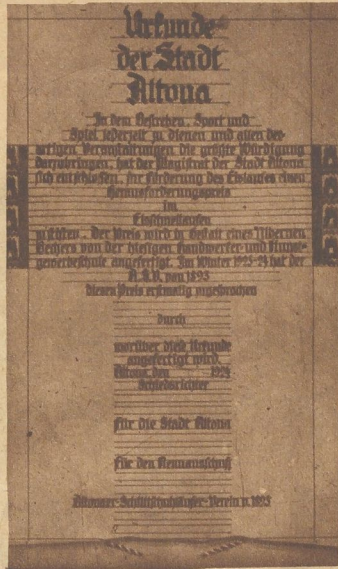 Urkunde
der Stadt
Altona
In dem Bestreben, Sport und
Spiel jederzeit zu dienen und allen der-
artigen Veranstaltungen die größte Würdigung
darzubringen, hat der Magistrat der Stadt Altona
sich entschlossen, zur Förderung des Eislaufes einen
Herausforderungspreis
im
Eisschnellaufen
zu stiften. Der Preis wird in Gestalt eines silbernen
Bechers von der hiesigen Handwerker- und Kunst-
gewerbeschule angefertigt. Im Winter 1923-24 hat der
A.S.V. von 1893
diesen Preis erstmalig zugesprochen
durch
worüber diese Urkunde
angefertigt wird.
Altona, den 1924
Schiedsrichter
Für die Stadt Altona
Für den Rennausschuß
Altonaer-Schlittschuhläufer-Verein v. 1893